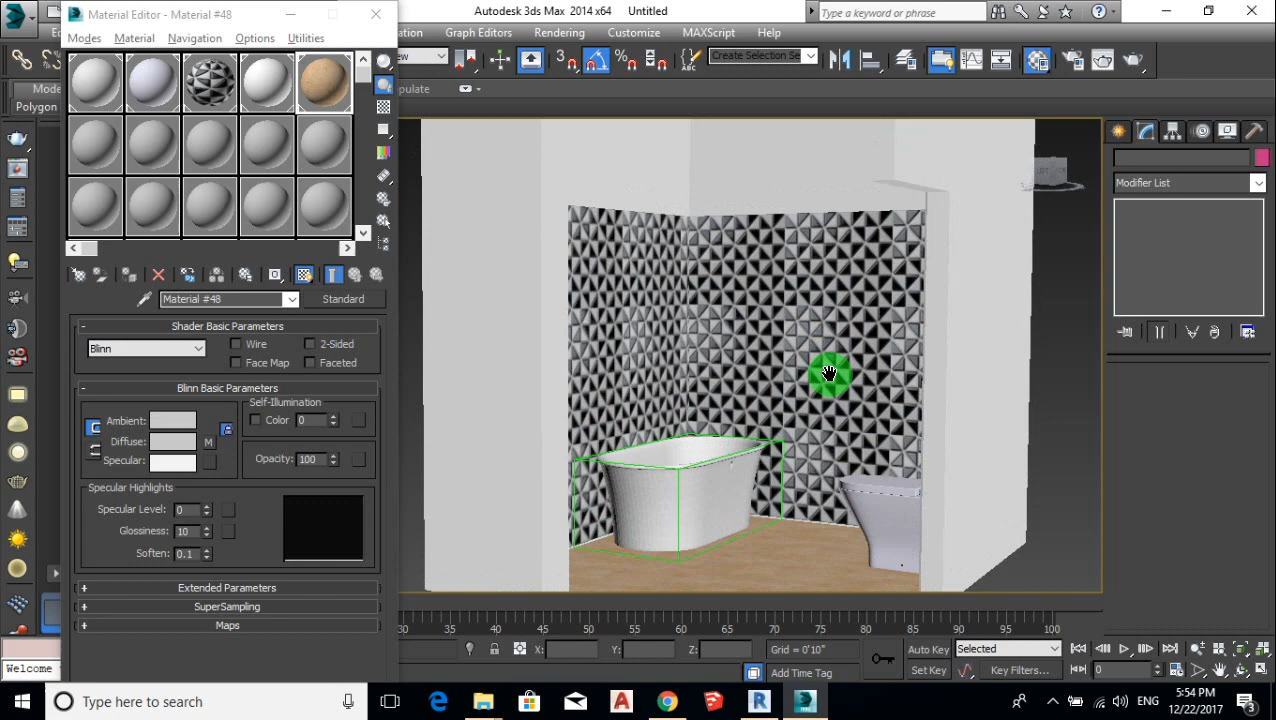 Material Editor - Material #48
Autodesk 3ds Max 2014 x64
Untitled
Type a keyword or phrase
Modes
Material
Navigation
Options
Utilities
Graph Editors
Rendering
Customize
MAXScript
Help
Create Selection Se
Polygon
Modifier List
Material #48
Standard
- Shader Basic Parameters
Blinn
Wire
2-Sided
Face Map
Faceted
- Blinn Basic Parameters
Self-Illumination
Ambient:
Color 0
Diffuse:
M
Specular:
Opacity: 100
Specular Highlights
Specular Level: 0
Glossiness: 10
Soften: 0.1
+ Extended Parameters
+ SuperSampling
+ Maps
30 35 40 45 50 55 60 65 70 75 80 85 90 95 100
X:
Y:
Z:
Grid = 0'10"
Auto Key
Selected
Welcome
Add Time Tag
Set Key
Key Filters...
0
Type here to search
ENG
5:54 PM
12/22/2017
3